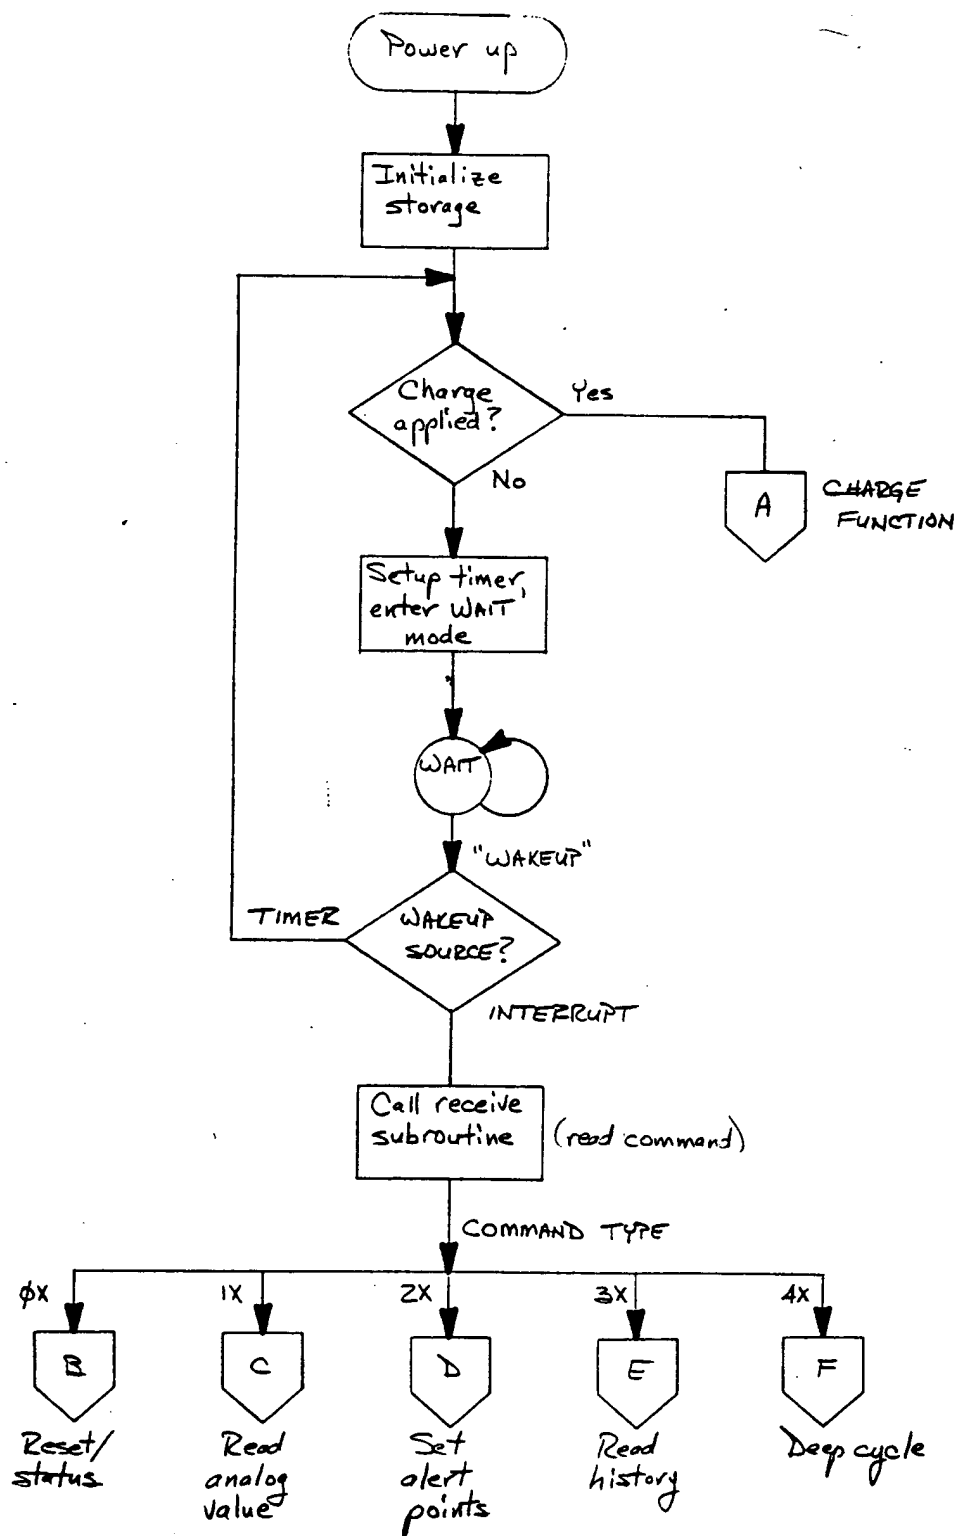 Power up
Initialize
storage
Charge
applied?
Yes
No
A
CHARGE
FUNCTION
Setup timer,
enter WAIT
mode
WAIT
"WAKEUP"
TIMER
WAKEUP
SOURCE?
INTERRUPT
Call receive
subroutine
(read command)
COMMAND TYPE
ØX
1X
2X
3X
4X
B
C
D
E
F
Reset/
status
Read
analog
value
Set
alert
points
Read
history
Deep cycle